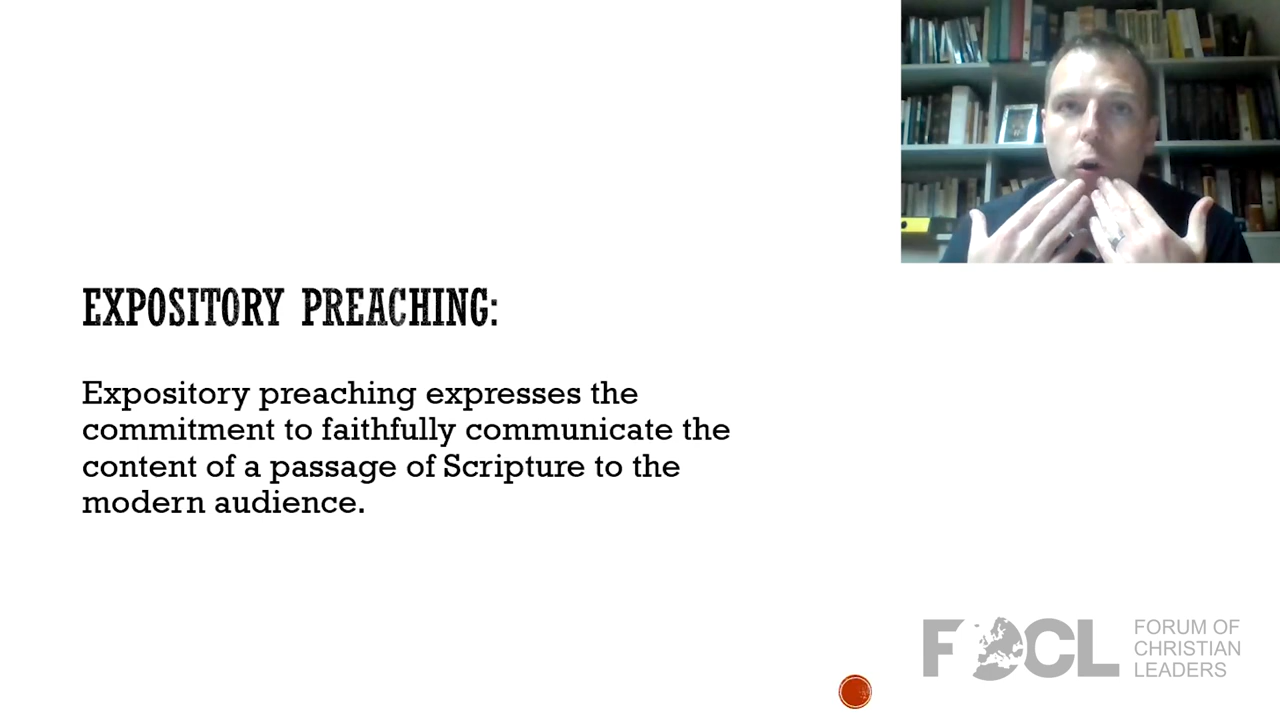 EXPOSITORY PREACHING:
Expository preaching expresses the
commitment to faithfully communicate the
content of a passage of Scripture to the
modern audience.
FOCL
FORUM OF
CHRISTIAN
LEADERS